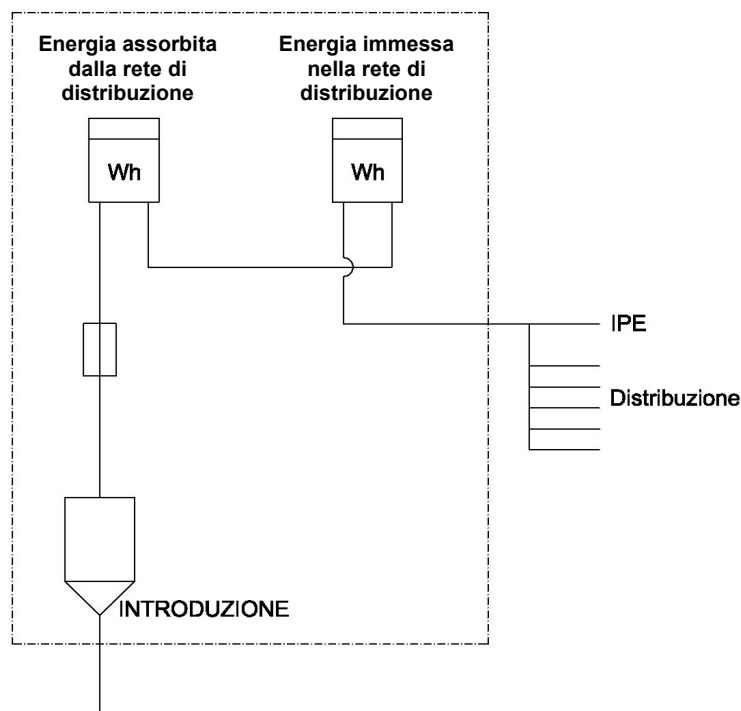 Energia assorbita
dalla rete di
distribuzione
Energia immessa
nella rete di
distribuzione
Wh
Wh
IPE
Distribuzione
INTRODUZIONE